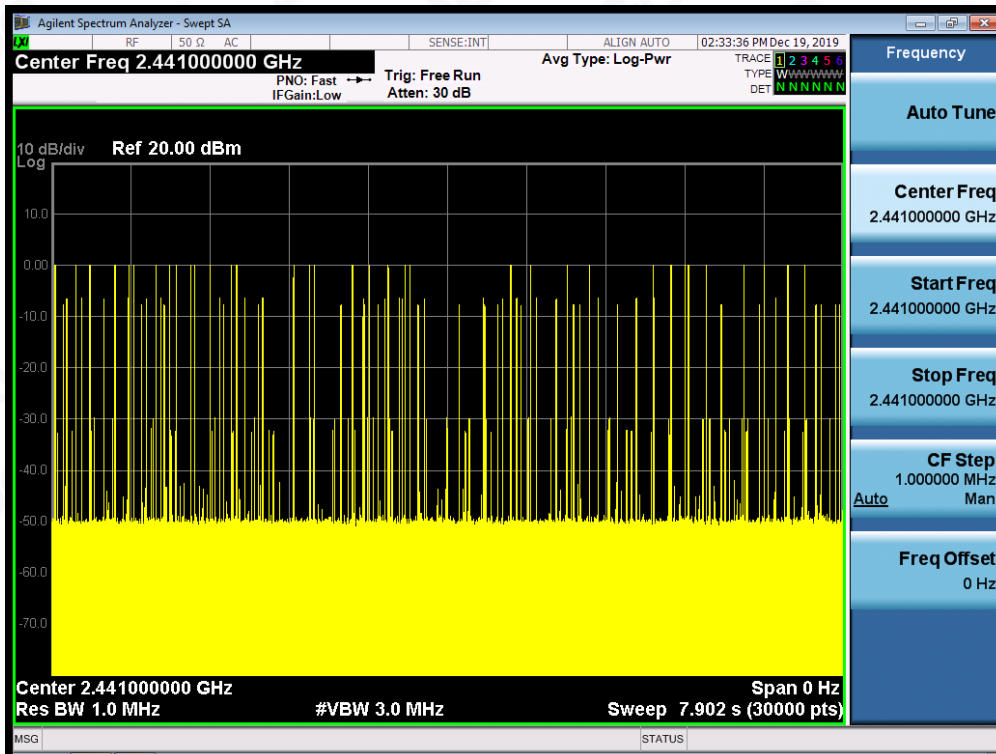 Agilent Spectrum Analyzer - Swept SA
LXI RF 50 Ω AC SENSE:INT ALIGN AUTO 02:33:36 PM Dec 19, 2019
Center Freq 2.441000000 GHz
PNO: Fast
IFGain:Low
Trig: Free Run
Atten: 30 dB
Avg Type: Log-Pwr
TRACE 1 2 3 4 5 6
TYPE WWWWWW
DET N N N N N N
10 dB/div Ref 20.00 dBm
Log
10.0
0.00
-10.0
-20.0
-30.0
-40.0
-50.0
-60.0
-70.0
Center 2.441000000 GHz Span 0 Hz
Res BW 1.0 MHz #VBW 3.0 MHz Sweep 7.902 s (30000 pts)
MSG STATUS
Frequency
Auto Tune
Center Freq
2.441000000 GHz
Start Freq
2.441000000 GHz
Stop Freq
2.441000000 GHz
CF Step
1.000000 MHz
Auto Man
Freq Offset
0 Hz